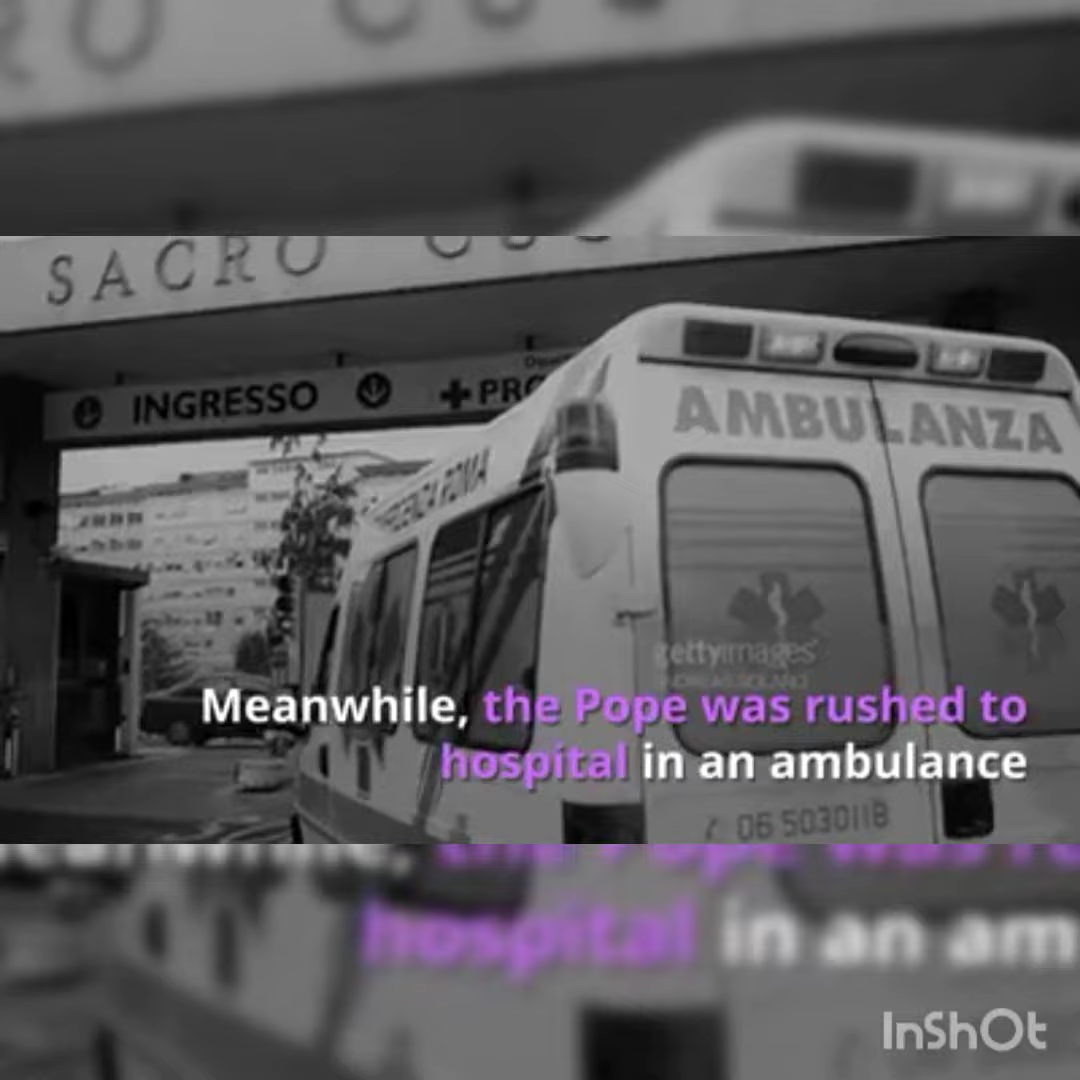 SACRO
INGRESSO
AMBULANZA
ROMA
gettyimages
Meanwhile, the Pope was rushed to
hospital in an ambulance
06 5030118
hospital in an am
InShOt